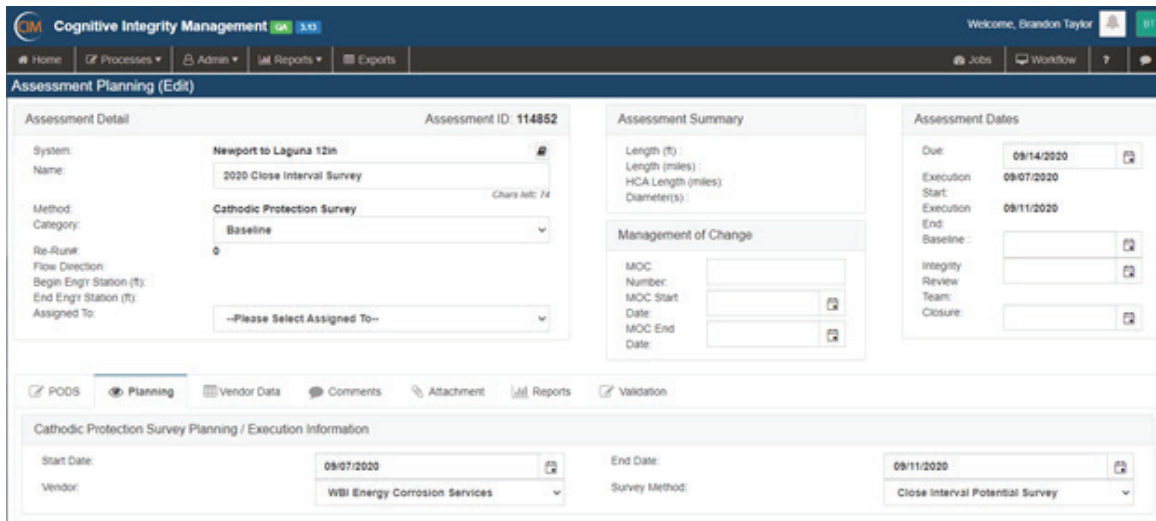 CIM Cognitive Integrity Management QA 3.13
Welcome, Brandon Taylor BT
Home Processes Admin Reports Exports Jobs Workflow ?
Assessment Planning (Edit)
Assessment Detail Assessment ID: 114852
System: Newport to Laguna 12in
Name: 2020 Close Interval Survey
Chars left: 74
Method: Cathodic Protection Survey
Category: Baseline
Re-Run#: 0
Flow Direction:
Begin Eng'r Station (ft):
End Eng'r Station (ft):
Assigned To: --Please Select Assigned To--
Assessment Summary
Length (ft) :
Length (miles) :
HCA Length (miles):
Diameter(s) :
Management of Change
MOC
Number:
MOC Start
Date:
MOC End
Date:
Assessment Dates
Due: 09/14/2020
Execution 09/07/2020
Start:
Execution 09/11/2020
End:
Baseline :
Integrity
Review
Team:
Closure:
PODS Planning Vendor Data Comments Attachment Reports Validation
Cathodic Protection Survey Planning / Execution Information
Start Date: 09/07/2020 End Date: 09/11/2020
Vendor: WBI Energy Corrosion Services Survey Method: Close Interval Potential Survey